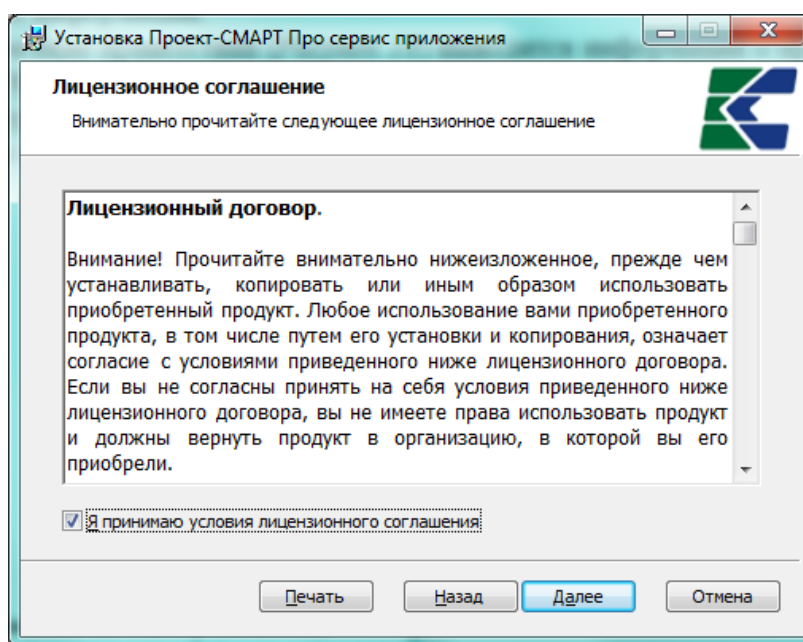 Установка Проект-СМАРТ Про сервис приложения
Лицензионное соглашение
Внимательно прочитайте следующее лицензионное соглашение
Лицензионный договор.
Внимание! Прочитайте внимательно нижеизложенное, прежде чем
устанавливать, копировать или иным образом использовать
приобретенный продукт. Любое использование вами приобретенного
продукта, в том числе путем его установки и копирования, означает
согласие с условиями приведенного ниже лицензионного договора.
Если вы не согласны принять на себя условия приведенного ниже
лицензионного договора, вы не имеете права использовать продукт
и должны вернуть продукт в организацию, в которой вы его
приобрели.
Я принимаю условия лицензионного соглашения
Печать Назад Далее Отмена